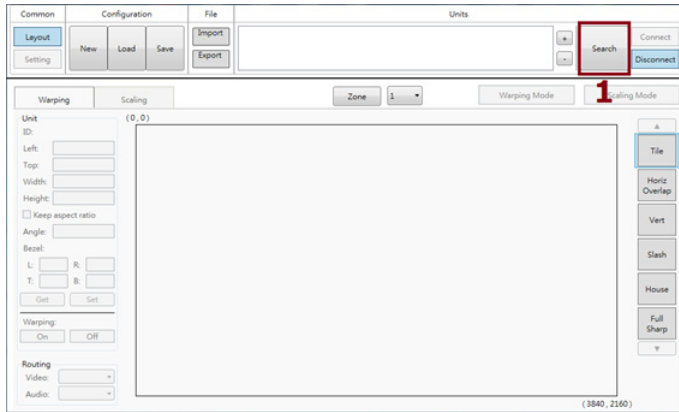 Common Configuration File Units
Layout
Setting
New Load Save
Import
Export
+
-
Search
Connect
Disconnect
1
Warping Scaling
Zone 1
Warping Mode Scaling Mode
Unit
ID:
Left:
Top:
Width:
Height:
Keep aspect ratio
Angle:
Bezel:
L: R:
T: B:
Get Set
Warping:
On Off
Routing
Video:
Audio:
(0, 0)
(3840, 2160)
Tile
Horiz
Overlap
Vert
Slash
House
Full
Sharp